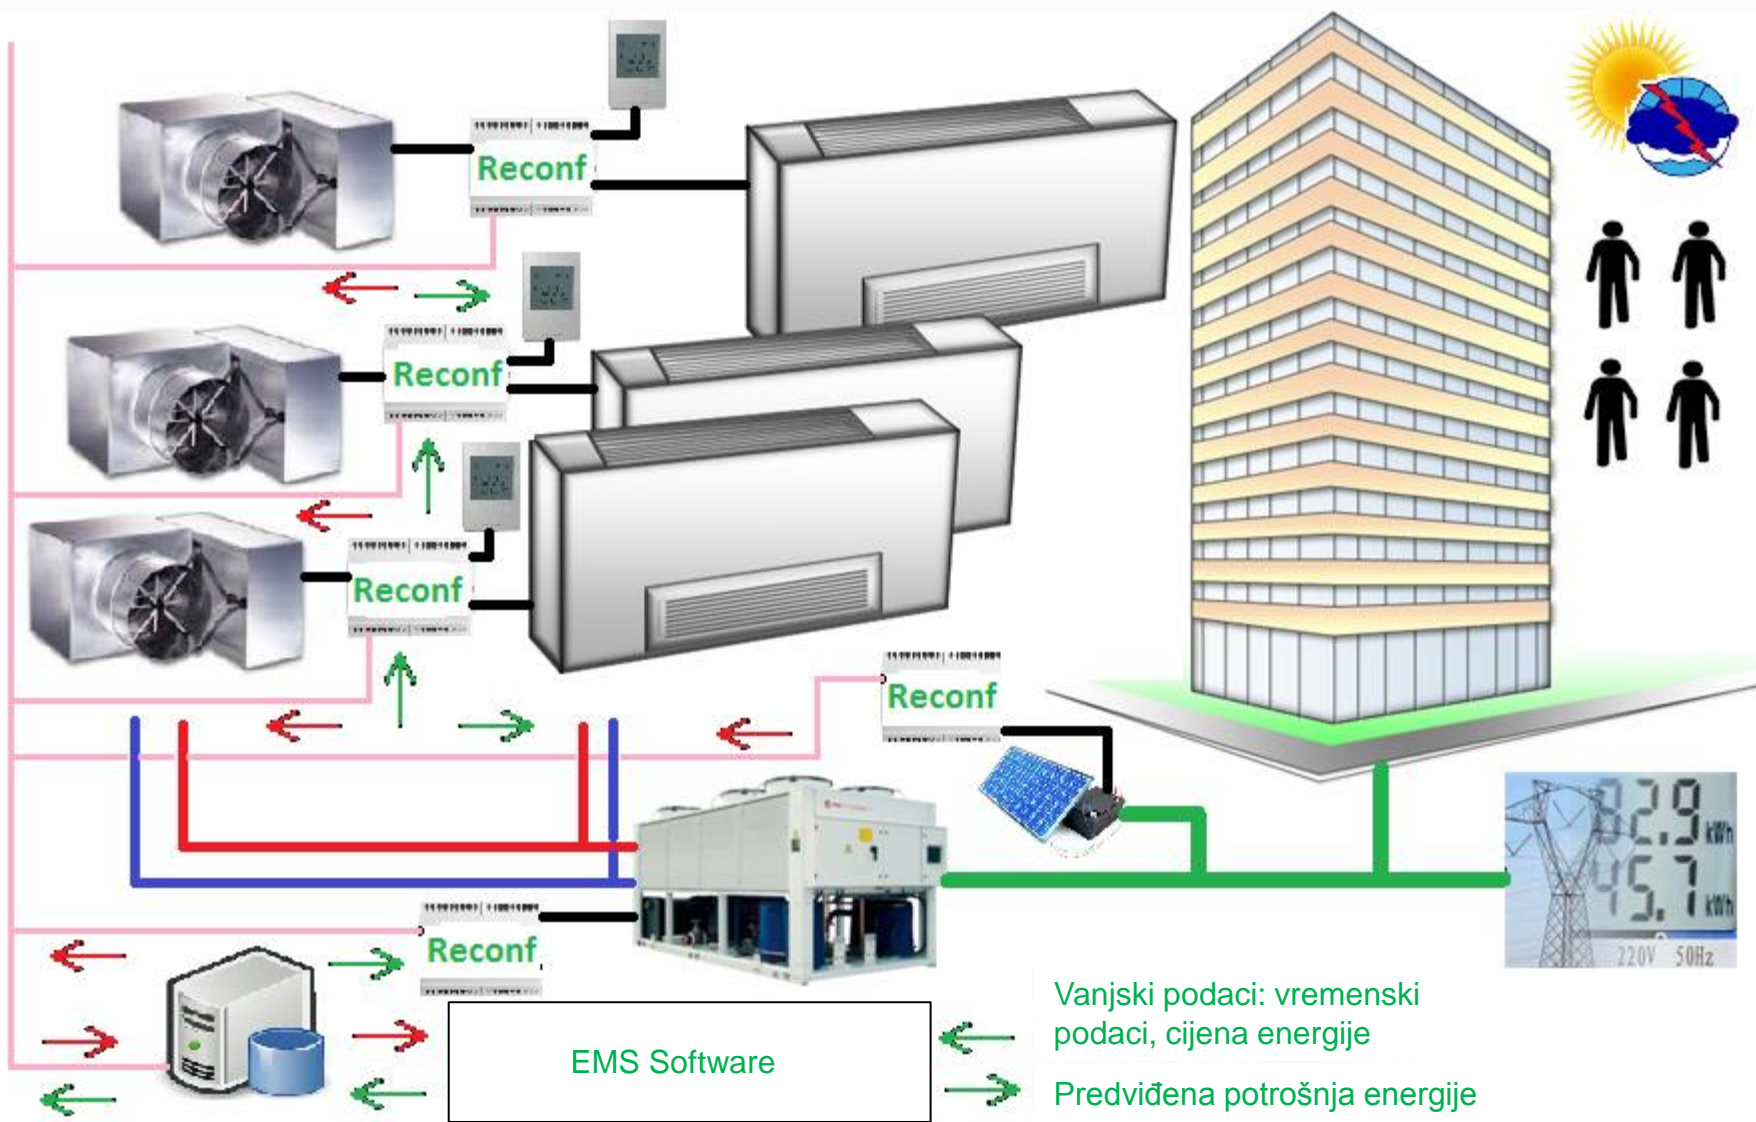 Reconf
Reconf
Reconf
Reconf
Reconf
82.9 kWh
45.7 kWh
220V 50Hz
EMS Software
Vanjski podaci: vremenski
podaci, cijena energije
Predviđena potrošnja energije